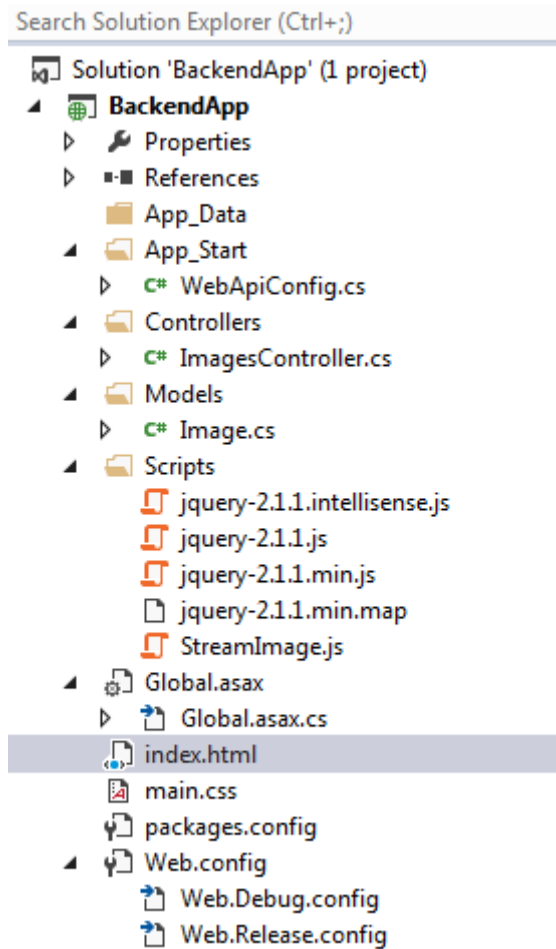 Search Solution Explorer (Ctrl+;)
Solution 'BackendApp' (1 project)
BackendApp
Properties
References
App_Data
App_Start
C# WebApiConfig.cs
Controllers
C# ImagesController.cs
Models
C# Image.cs
Scripts
jquery-2.1.1.intellisense.js
jquery-2.1.1.js
jquery-2.1.1.min.js
jquery-2.1.1.min.map
StreamImage.js
Global.asax
Global.asax.cs
index.html
main.css
packages.config
Web.config
Web.Debug.config
Web.Release.config